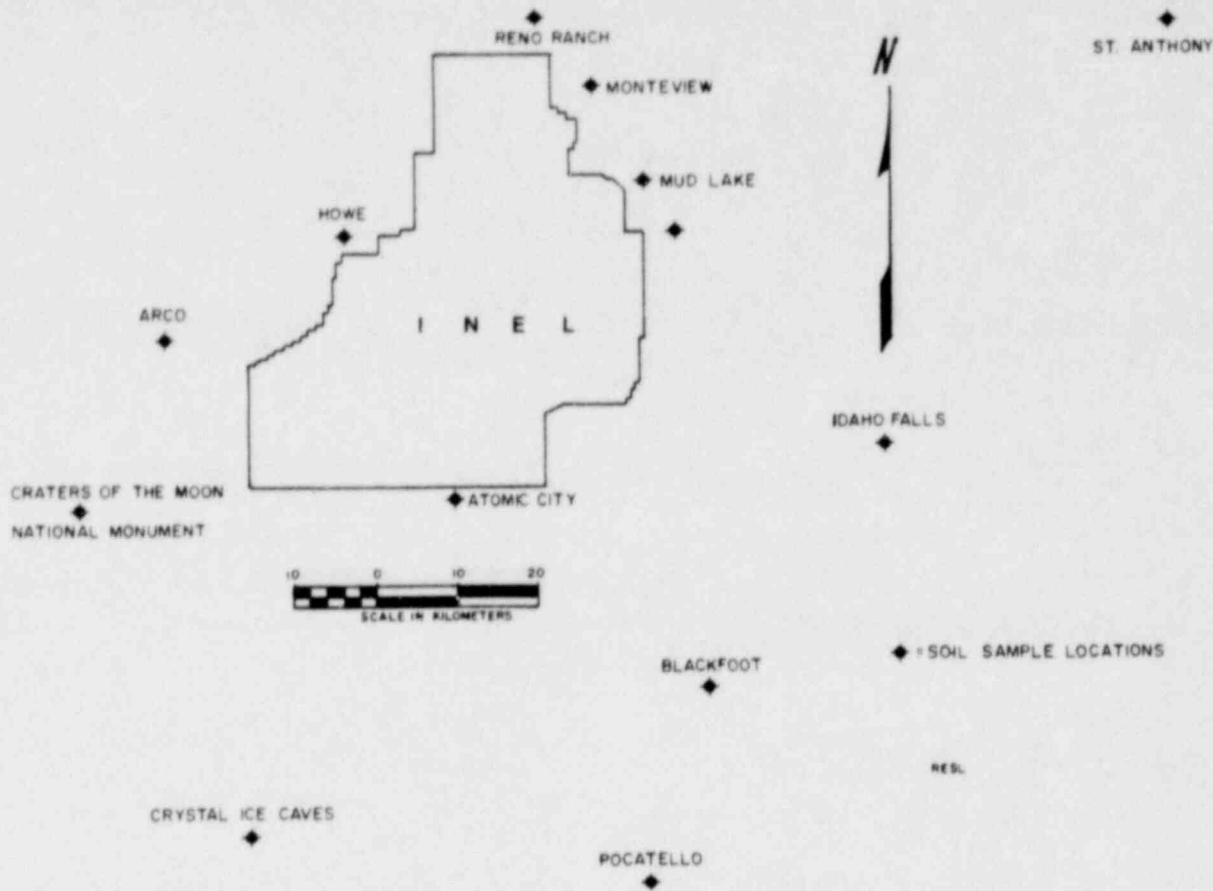 RENO RANCH
ST. ANTHONY
N
MONTEVIEW
MUD LAKE
HOWE
ARCO
I N E L
IDAHO FALLS
CRATERS OF THE MOON
NATIONAL MONUMENT
ATOMIC CITY
10 0 10 20
SCALE IN KILOMETERS
= SOIL SAMPLE LOCATIONS
BLACKFOOT
RESL
CRYSTAL ICE CAVES
POCATELLO